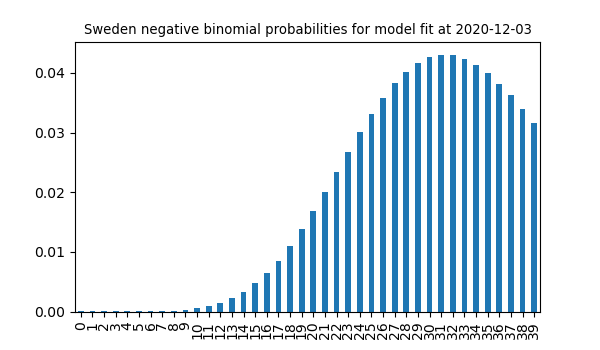 Sweden negative binomial probabilities for model fit at 2020-12-03
0.04
0.03
0.02
0.01
0.00
0 1 2 3 4 5 6 7 8 9 10 11 12 13 14 15 16 17 18 19 20 21 22 23 24 25 26 27 28 29 30 31 32 33 34 35 36 37 38 39